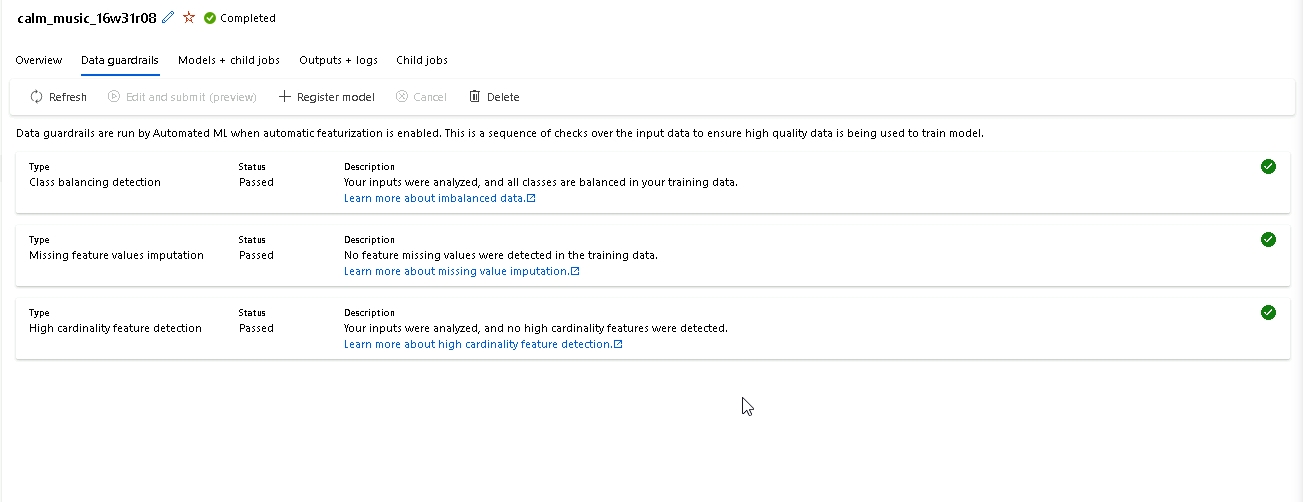 calm_music_16w31r08 Completed
Overview Data guardrails Models + child jobs Outputs + logs Child jobs
Refresh Edit and submit (preview) Register model Cancel Delete
Data guardrails are run by Automated ML when automatic featurization is enabled. This is a sequence of checks over the input data to ensure high quality data is being used to train model.
Type Status Description
Class balancing detection Passed Your inputs were analyzed, and all classes are balanced in your training data.
Learn more about imbalanced data.
Type Status Description
Missing feature values imputation Passed No feature missing values were detected in the training data.
Learn more about missing value imputation.
Type Status Description
High cardinality feature detection Passed Your inputs were analyzed, and no high cardinality features were detected.
Learn more about high cardinality feature detection.